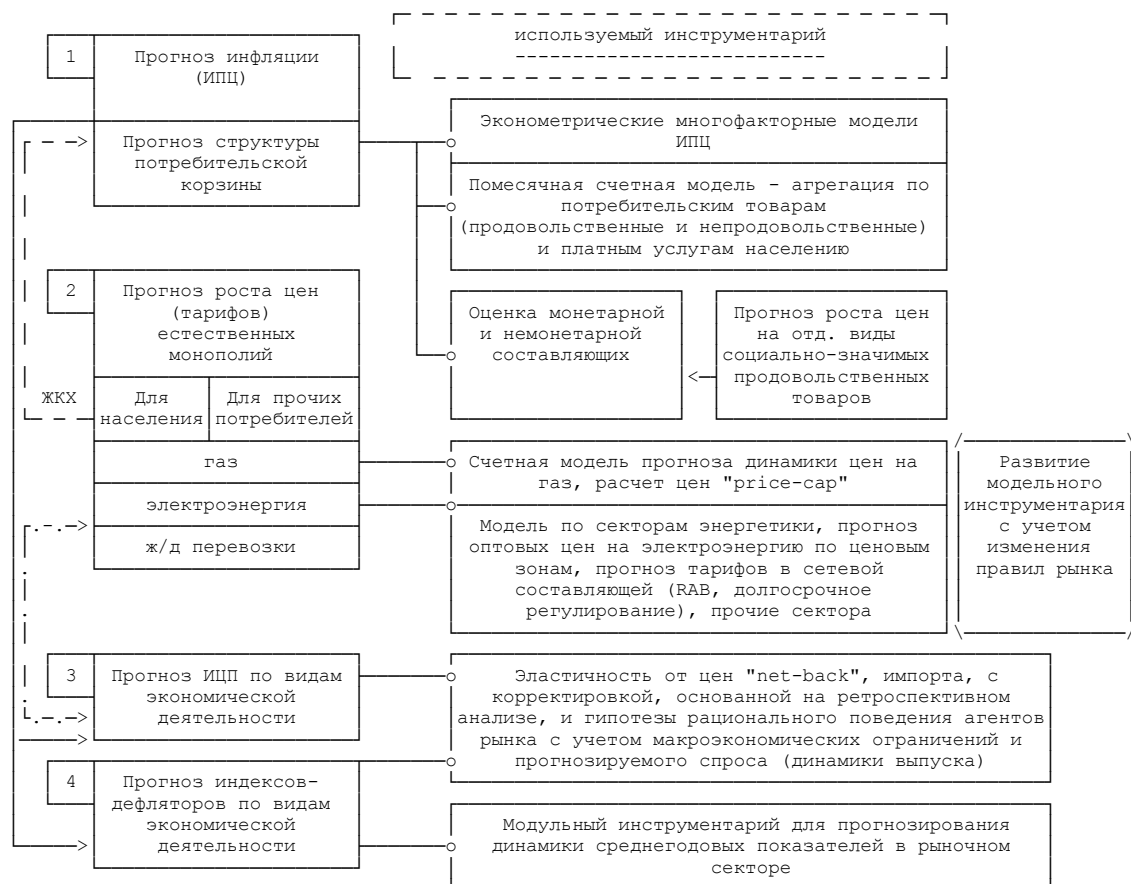 используемый инструментарий
1
Прогноз инфляции
(ИПЦ)
Прогноз структуры
потребительской
корзины
Эконометрические многофакторные модели
ИПЦ
Помесячная счетная модель - агрегация по
потребительским товарам
(продовольственные и непродовольственные)
и платным услугам населению
2
Прогноз роста цен
(тарифов)
естественных
монополий
Оценка монетарной
и немонетарной
составляющих
Прогноз роста цен
на отд. виды
социально-значимых
продовольственных
товаров
ЖКХ
Для
населения
Для прочих
потребителей
газ
Счетная модель прогноза динамики цен на
газ, расчет цен "price-cap"
Развитие
модельного
инструментария
с учетом
изменения
правил рынка
электроэнергия
ж/д перевозки
Модель по секторам энергетики, прогноз
оптовых цен на электроэнергию по ценовым
зонам, прогноз тарифов в сетевой
составляющей (RAB, долгосрочное
регулирование), прочие сектора
3
Прогноз ИЦП по видам
экономической
деятельности
Эластичность от цен "net-back", импорта, с
корректировкой, основанной на ретроспективном
анализе, и гипотезы рационального поведения агентов
рынка с учетом макроэкономических ограничений и
прогнозируемого спроса (динамики выпуска)
4
Прогноз индексов-
дефляторов по видам
экономической
деятельности
Модульный инструментарий для прогнозирования
динамики среднегодовых показателей в рыночном
секторе